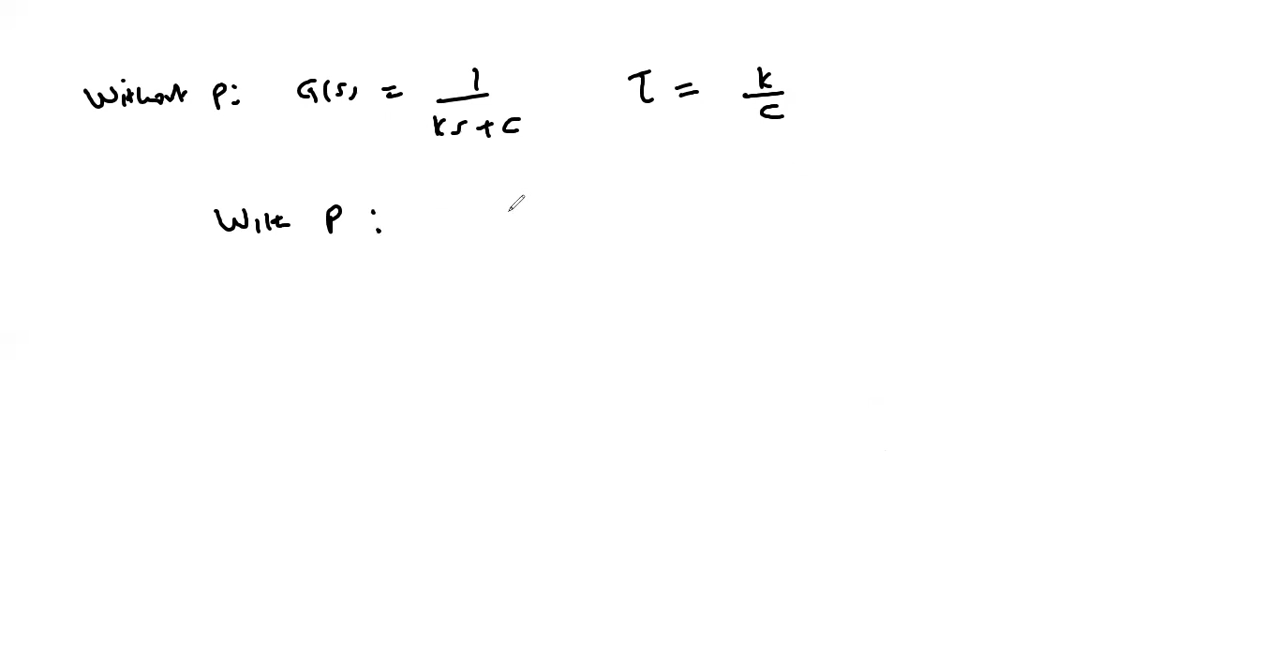 Without P: G(s) = 1/(ks + c) τ = k/c
With P :